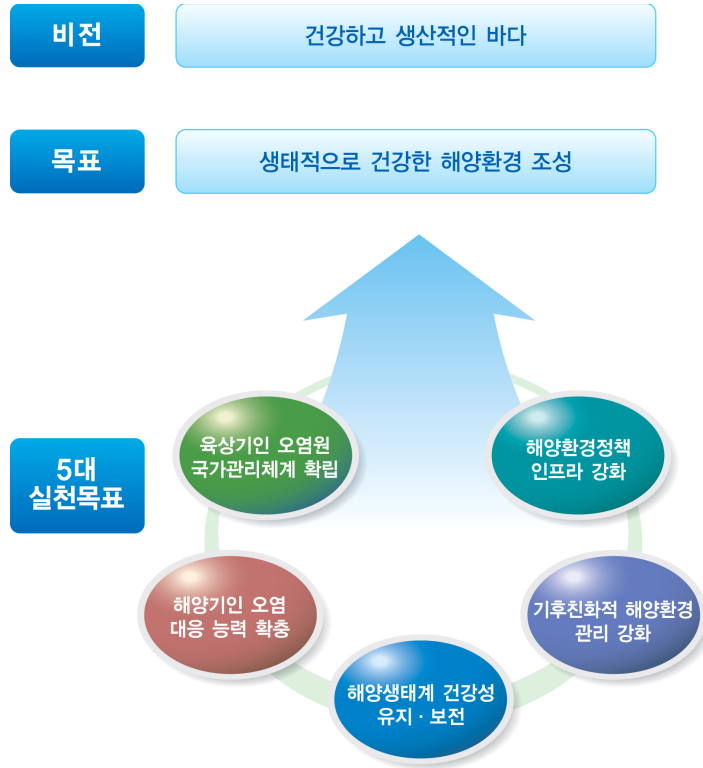 비전
건강하고 생산적인 바다
목표
생태적으로 건강한 해양환경 조성
5대
실천목표
육상기인 오염원
국가관리체계 확립
해양환경정책
인프라 강화
해양기인 오염
대응 능력 확충
기후친화적 해양환경
관리 강화
해양생태계 건강성
유지 · 보전